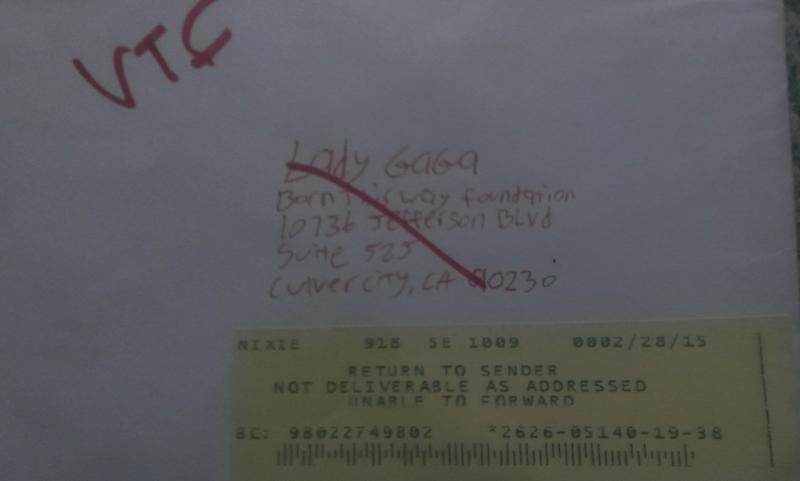 VTF
Lady GaGa
Born This way foundation
10736 Jefferson BLVd
Suite 525
Culver city, CA 90230
NIXIE 918 SE 1009 0002/28/15
RETURN TO SENDER
NOT DELIVERABLE AS ADDRESSED
UNABLE TO FORWARD
BC: 98022749802 *2626-05140-19-38